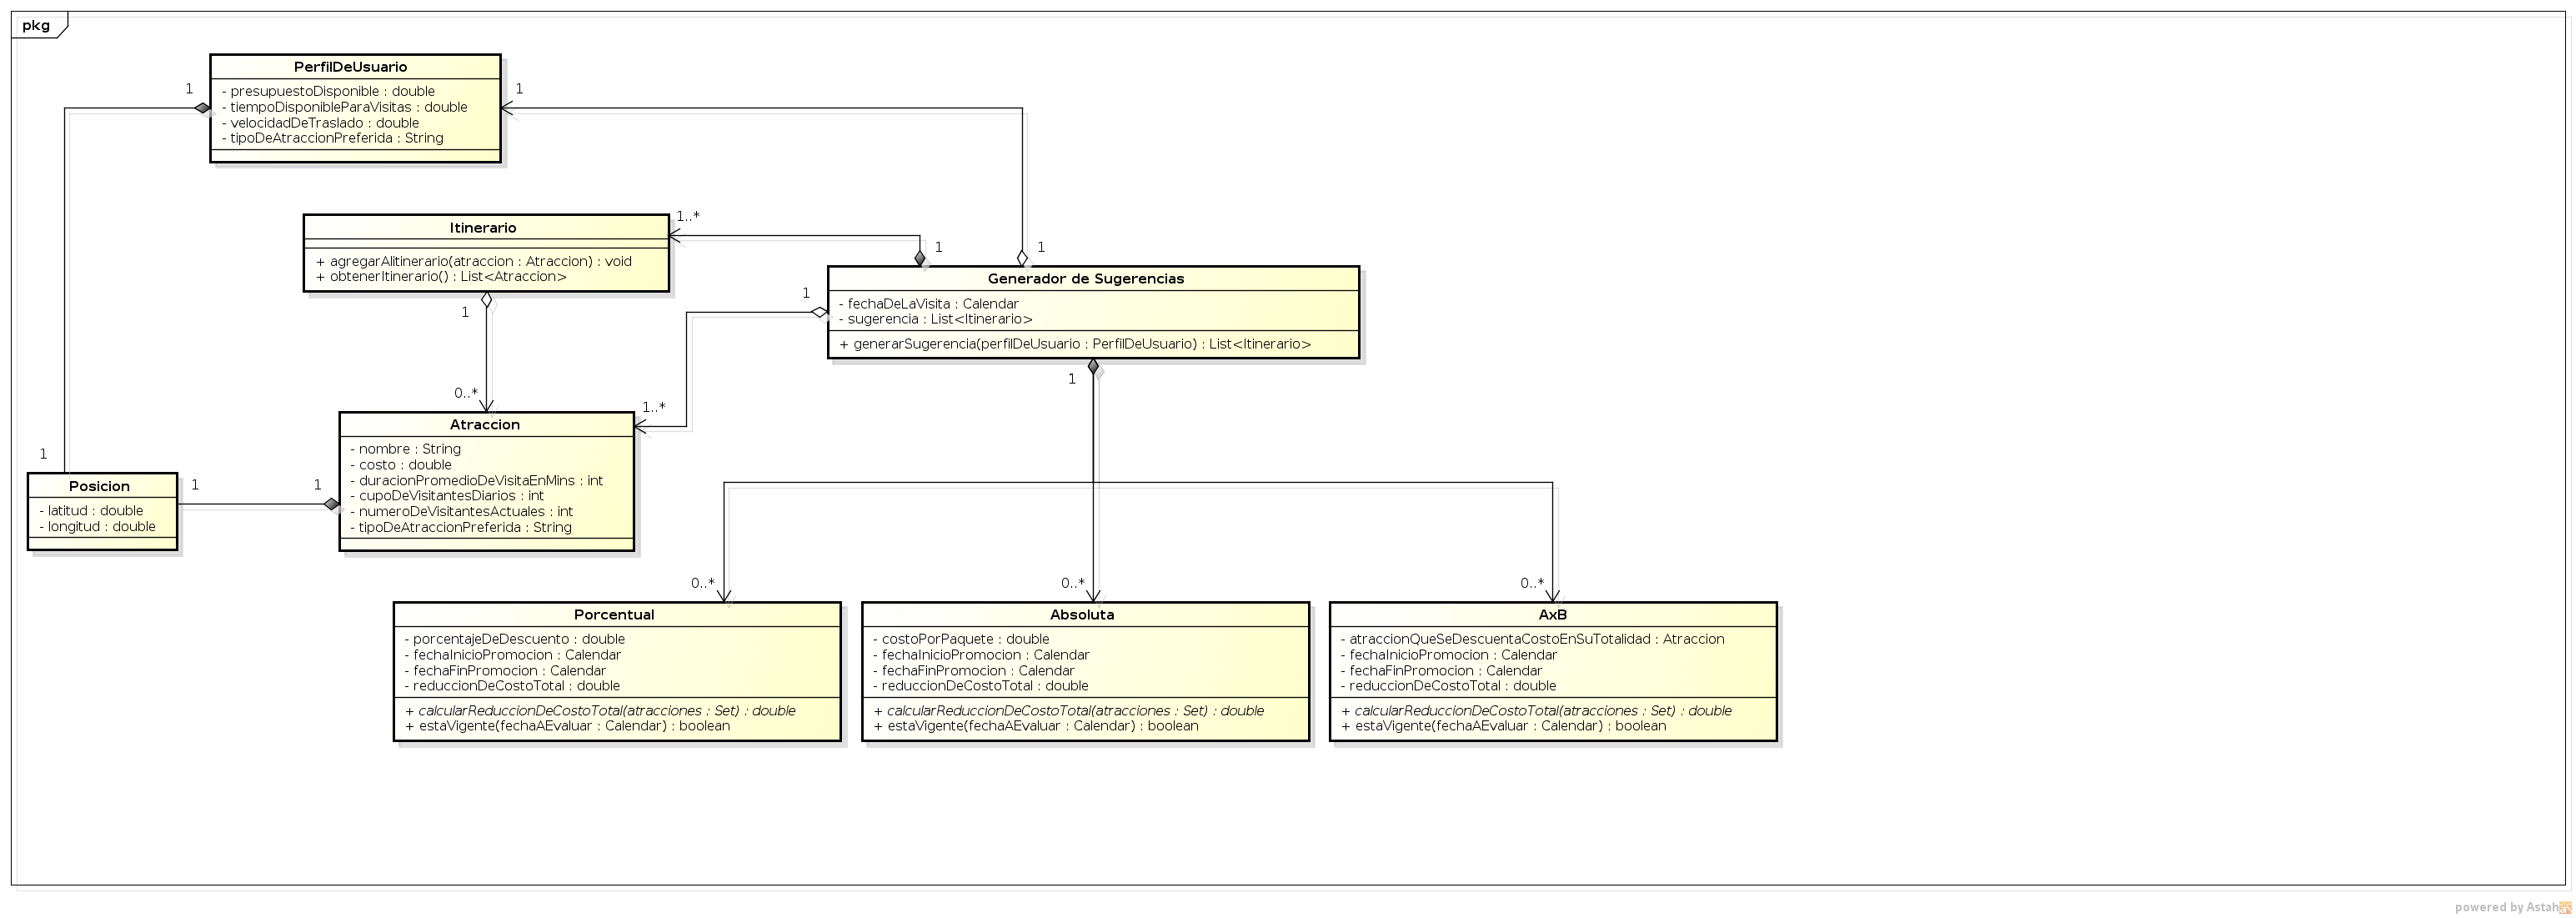 pkg
PerfilDeUsuario
- presupuestoDisponible : double
- tiempoDisponibleParaVisitas : double
- velocidadDeTraslado : double
- tipoDeAtraccionPreferida : String
1
1
Itinerario
+ agregarAlitinerario(atraccion : Atraccion) : void
+ obtenerItinerario() : List<Atraccion>
1..*
1
1
Generador de Sugerencias
- fechaDeLaVisita : Calendar
- sugerencia : List<Itinerario>
+ generarSugerencia(perfilDeUsuario : PerfilDeUsuario) : List<Itinerario>
1
1
1
0..*
1..*
Atraccion
- nombre : String
- costo : double
- duracionPromedioDeVisitaEnMins : int
- cupoDeVisitantesDiarios : int
- numeroDeVisitantesActuales : int
- tipoDeAtraccionPreferida : String
1
1
1
Posicion
- latitud : double
- longitud : double
0..*
0..*
0..*
Porcentual
- porcentajeDeDescuento : double
- fechaInicioPromocion : Calendar
- fechaFinPromocion : Calendar
- reduccionDeCostoTotal : double
+ calcularReduccionDeCostoTotal(atracciones : Set) : double
+ estaVigente(fechaAEvaluar : Calendar) : boolean
Absoluta
- costoPorPaquete : double
- fechaInicioPromocion : Calendar
- fechaFinPromocion : Calendar
- reduccionDeCostoTotal : double
+ calcularReduccionDeCostoTotal(atracciones : Set) : double
+ estaVigente(fechaAEvaluar : Calendar) : boolean
AxB
- atraccionQueSeDescuentaCostoEnSuTotalidad : Atraccion
- fechaInicioPromocion : Calendar
- fechaFinPromocion : Calendar
- reduccionDeCostoTotal : double
+ calcularReduccionDeCostoTotal(atracciones : Set) : double
+ estaVigente(fechaAEvaluar : Calendar) : boolean
powered by Astah